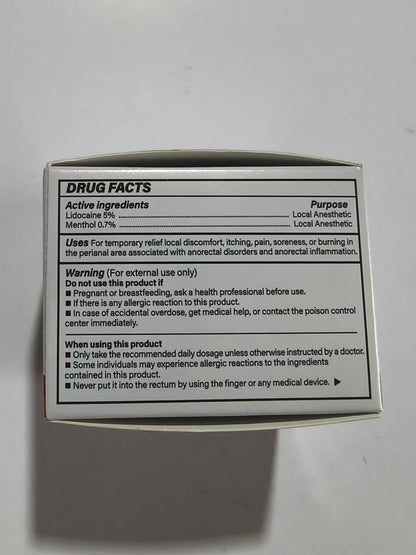 DRUG FACTS
Active ingredients Purpose
Lidocaine 5% ........................................ Local Anesthetic
Menthol 0.7% ........................................ Local Anesthetic
Uses For temporary relief local discomfort, itching, pain, soreness, or burning in
the perianal area associated with anorectal disorders and anorectal inflammation.
Warning (For external use only)
Do not use this product if
■ Pregnant or breastfeeding, ask a health professional before use.
■ If there is any allergic reaction to this product.
■ In case of accidental overdose, get medical help, or contact the poison control
center immediately.
When using this product
■ Only take the recommended daily dosage unless otherwise instructed by a doctor.
■ Some individuals may experience allergic reactions to the ingredients
contained in this product.
■ Never put it into the rectum by using the finger or any medical device. ▶